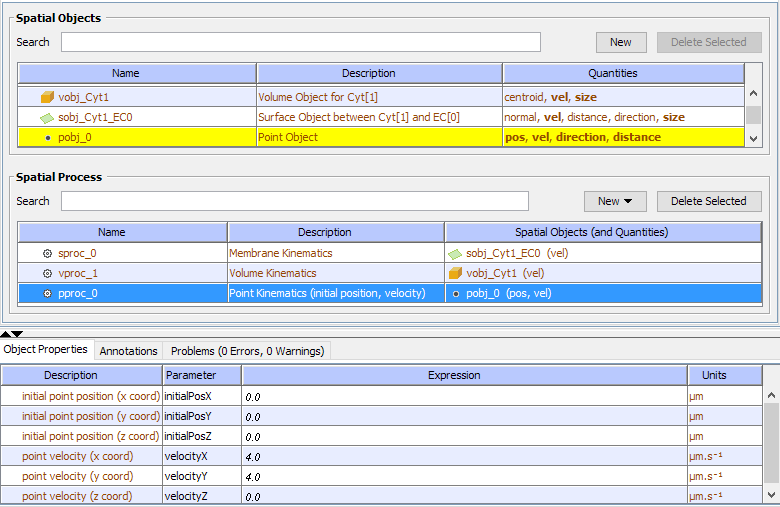 Spatial Objects
Search New Delete Selected
Name Description Quantities
vobj_Cyt1 Volume Object for Cyt[1] centroid, vel, size
sobj_Cyt1_EC0 Surface Object between Cyt[1] and EC[0] normal, vel, distance, direction, size
pobj_0 Point Object pos, vel, direction, distance
Spatial Process
Search New Delete Selected
Name Description Spatial Objects (and Quantities)
sproc_0 Membrane Kinematics sobj_Cyt1_EC0 (vel)
vproc_1 Volume Kinematics vobj_Cyt1 (vel)
pproc_0 Point Kinematics (initial position, velocity) pobj_0 (pos, vel)
Object Properties Annotations Problems (0 Errors, 0 Warnings)
Description Parameter Expression Units
initial point position (x coord) initialPosX 0.0 µm
initial point position (y coord) initialPosY 0.0 µm
initial point position (z coord) initialPosZ 0.0 µm
point velocity (x coord) velocityX 4.0 µm.s⁻¹
point velocity (y coord) velocityY 4.0 µm.s⁻¹
point velocity (z coord) velocityZ 0.0 µm.s⁻¹